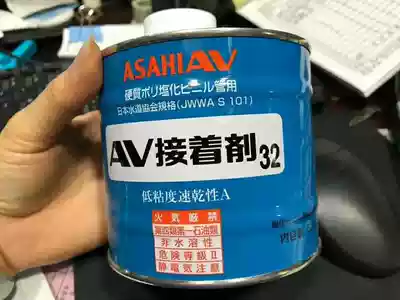 ASAHI AV
硬質ポリ塩化ビニル管用
日本水道協会規格(JWWA S 101)
AV接着剤32
低粘度速乾性A
火気厳禁
第四類第一石油類
非水溶性
危険等級Ⅱ
静電気注意